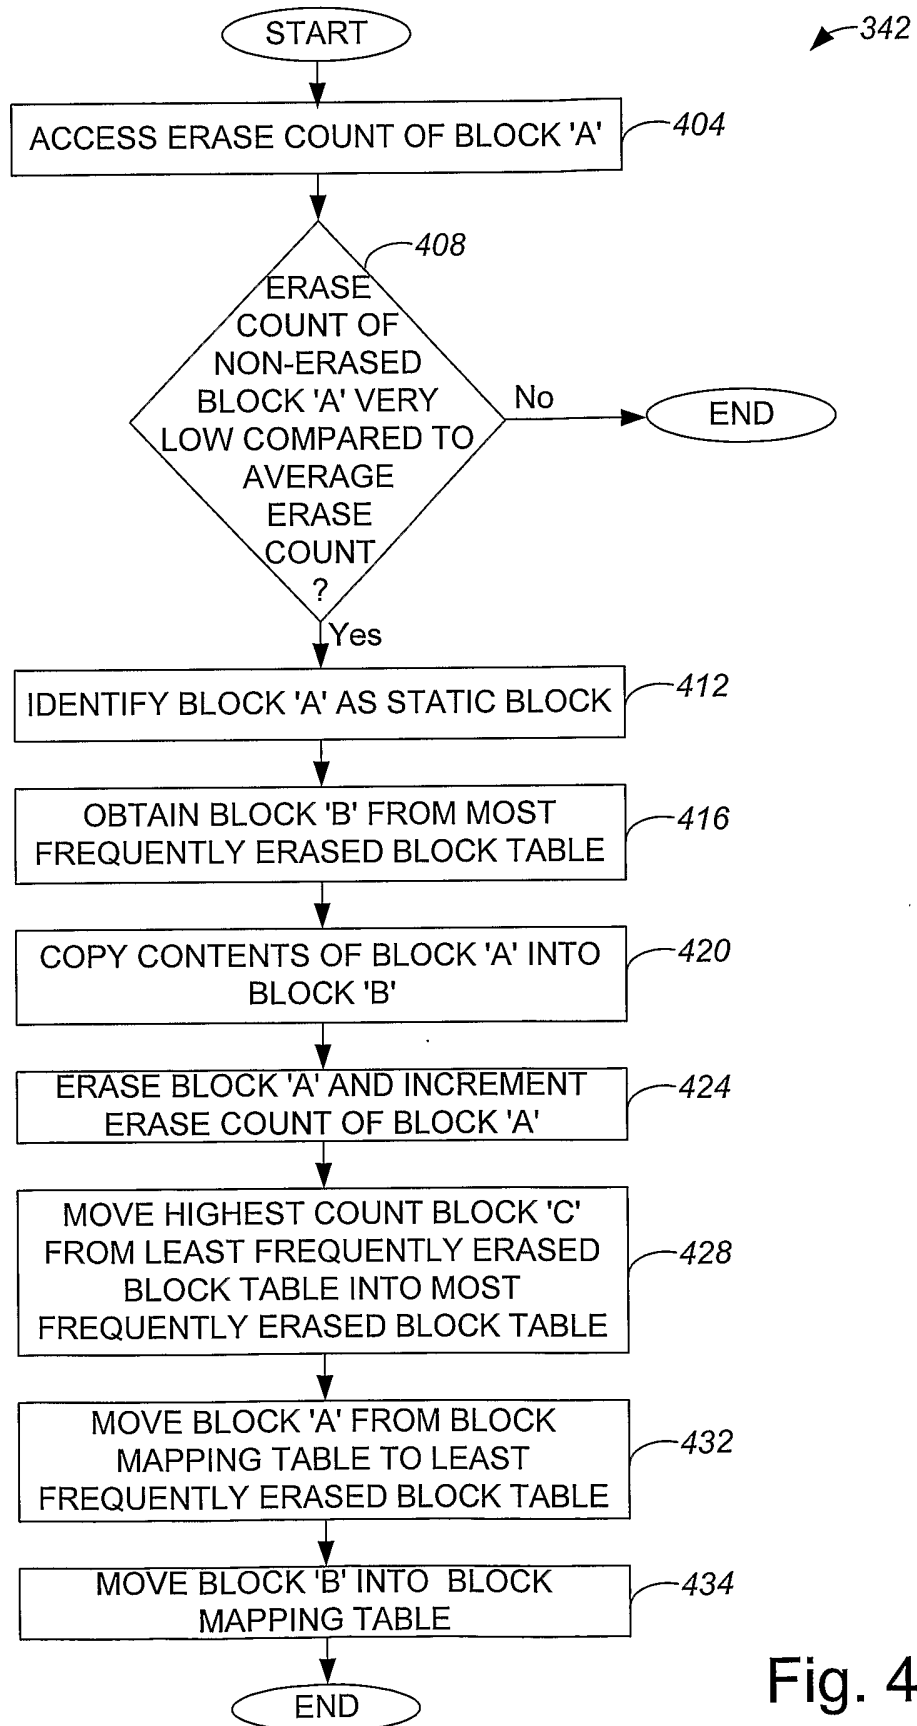 START
342
ACCESS ERASE COUNT OF BLOCK 'A'
404
408
ERASE
COUNT OF
NON-ERASED
BLOCK 'A' VERY
LOW COMPARED TO
AVERAGE
ERASE
COUNT
?
No
END
Yes
IDENTIFY BLOCK 'A' AS STATIC BLOCK
412
OBTAIN BLOCK 'B' FROM MOST
FREQUENTLY ERASED BLOCK TABLE
416
COPY CONTENTS OF BLOCK 'A' INTO
BLOCK 'B'
420
ERASE BLOCK 'A' AND INCREMENT
ERASE COUNT OF BLOCK 'A'
424
MOVE HIGHEST COUNT BLOCK 'C'
FROM LEAST FREQUENTLY ERASED
BLOCK TABLE INTO MOST
FREQUENTLY ERASED BLOCK TABLE
428
MOVE BLOCK 'A' FROM BLOCK
MAPPING TABLE TO LEAST
FREQUENTLY ERASED BLOCK TABLE
432
MOVE BLOCK 'B' INTO BLOCK
MAPPING TABLE
434
END
Fig. 4